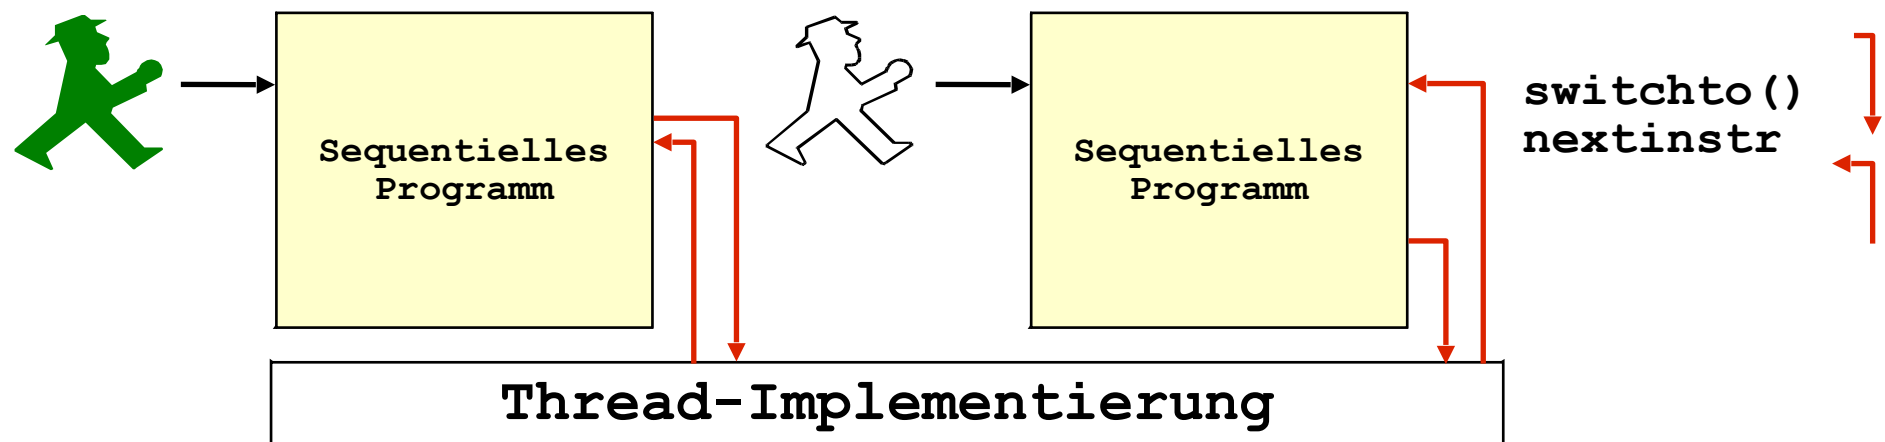 Sequentielles
Programm
Sequentielles
Programm
switchto()
nextinstr
Thread-Implementierung